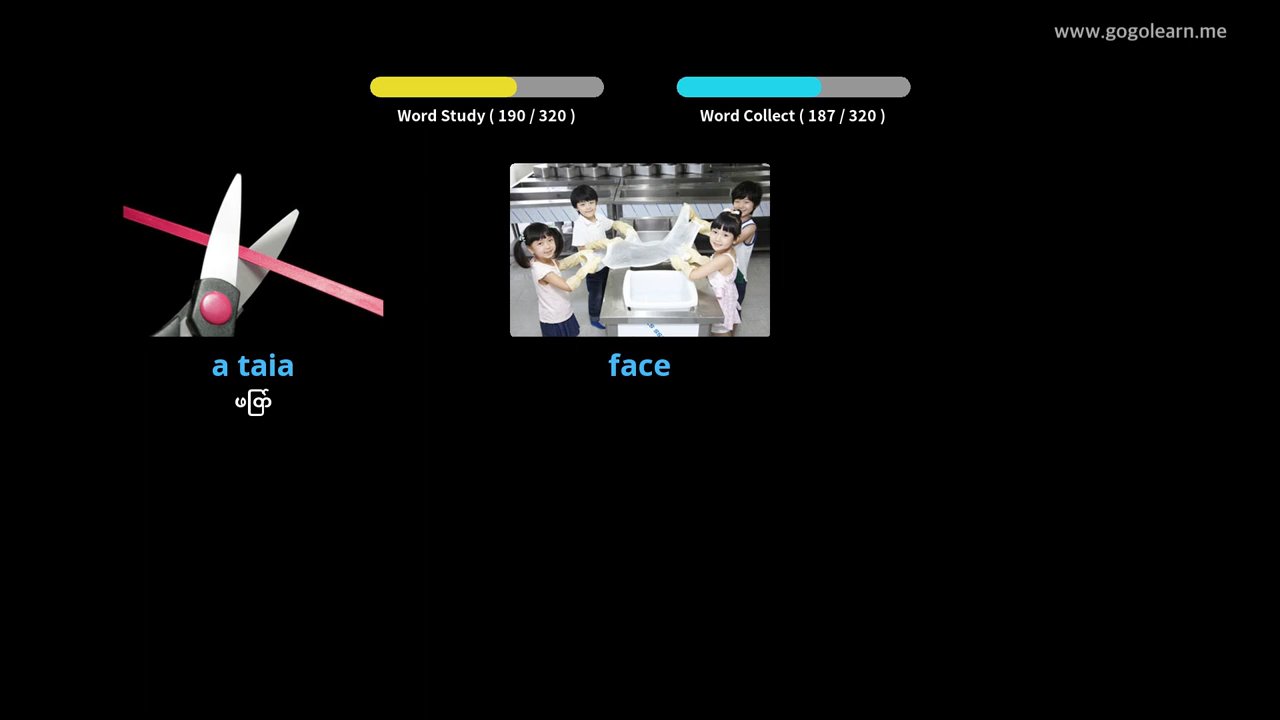 www.gogolearn.me
Word Study ( 190 / 320 )
Word Collect ( 187 / 320 )
a taia
face
ဖတြ်